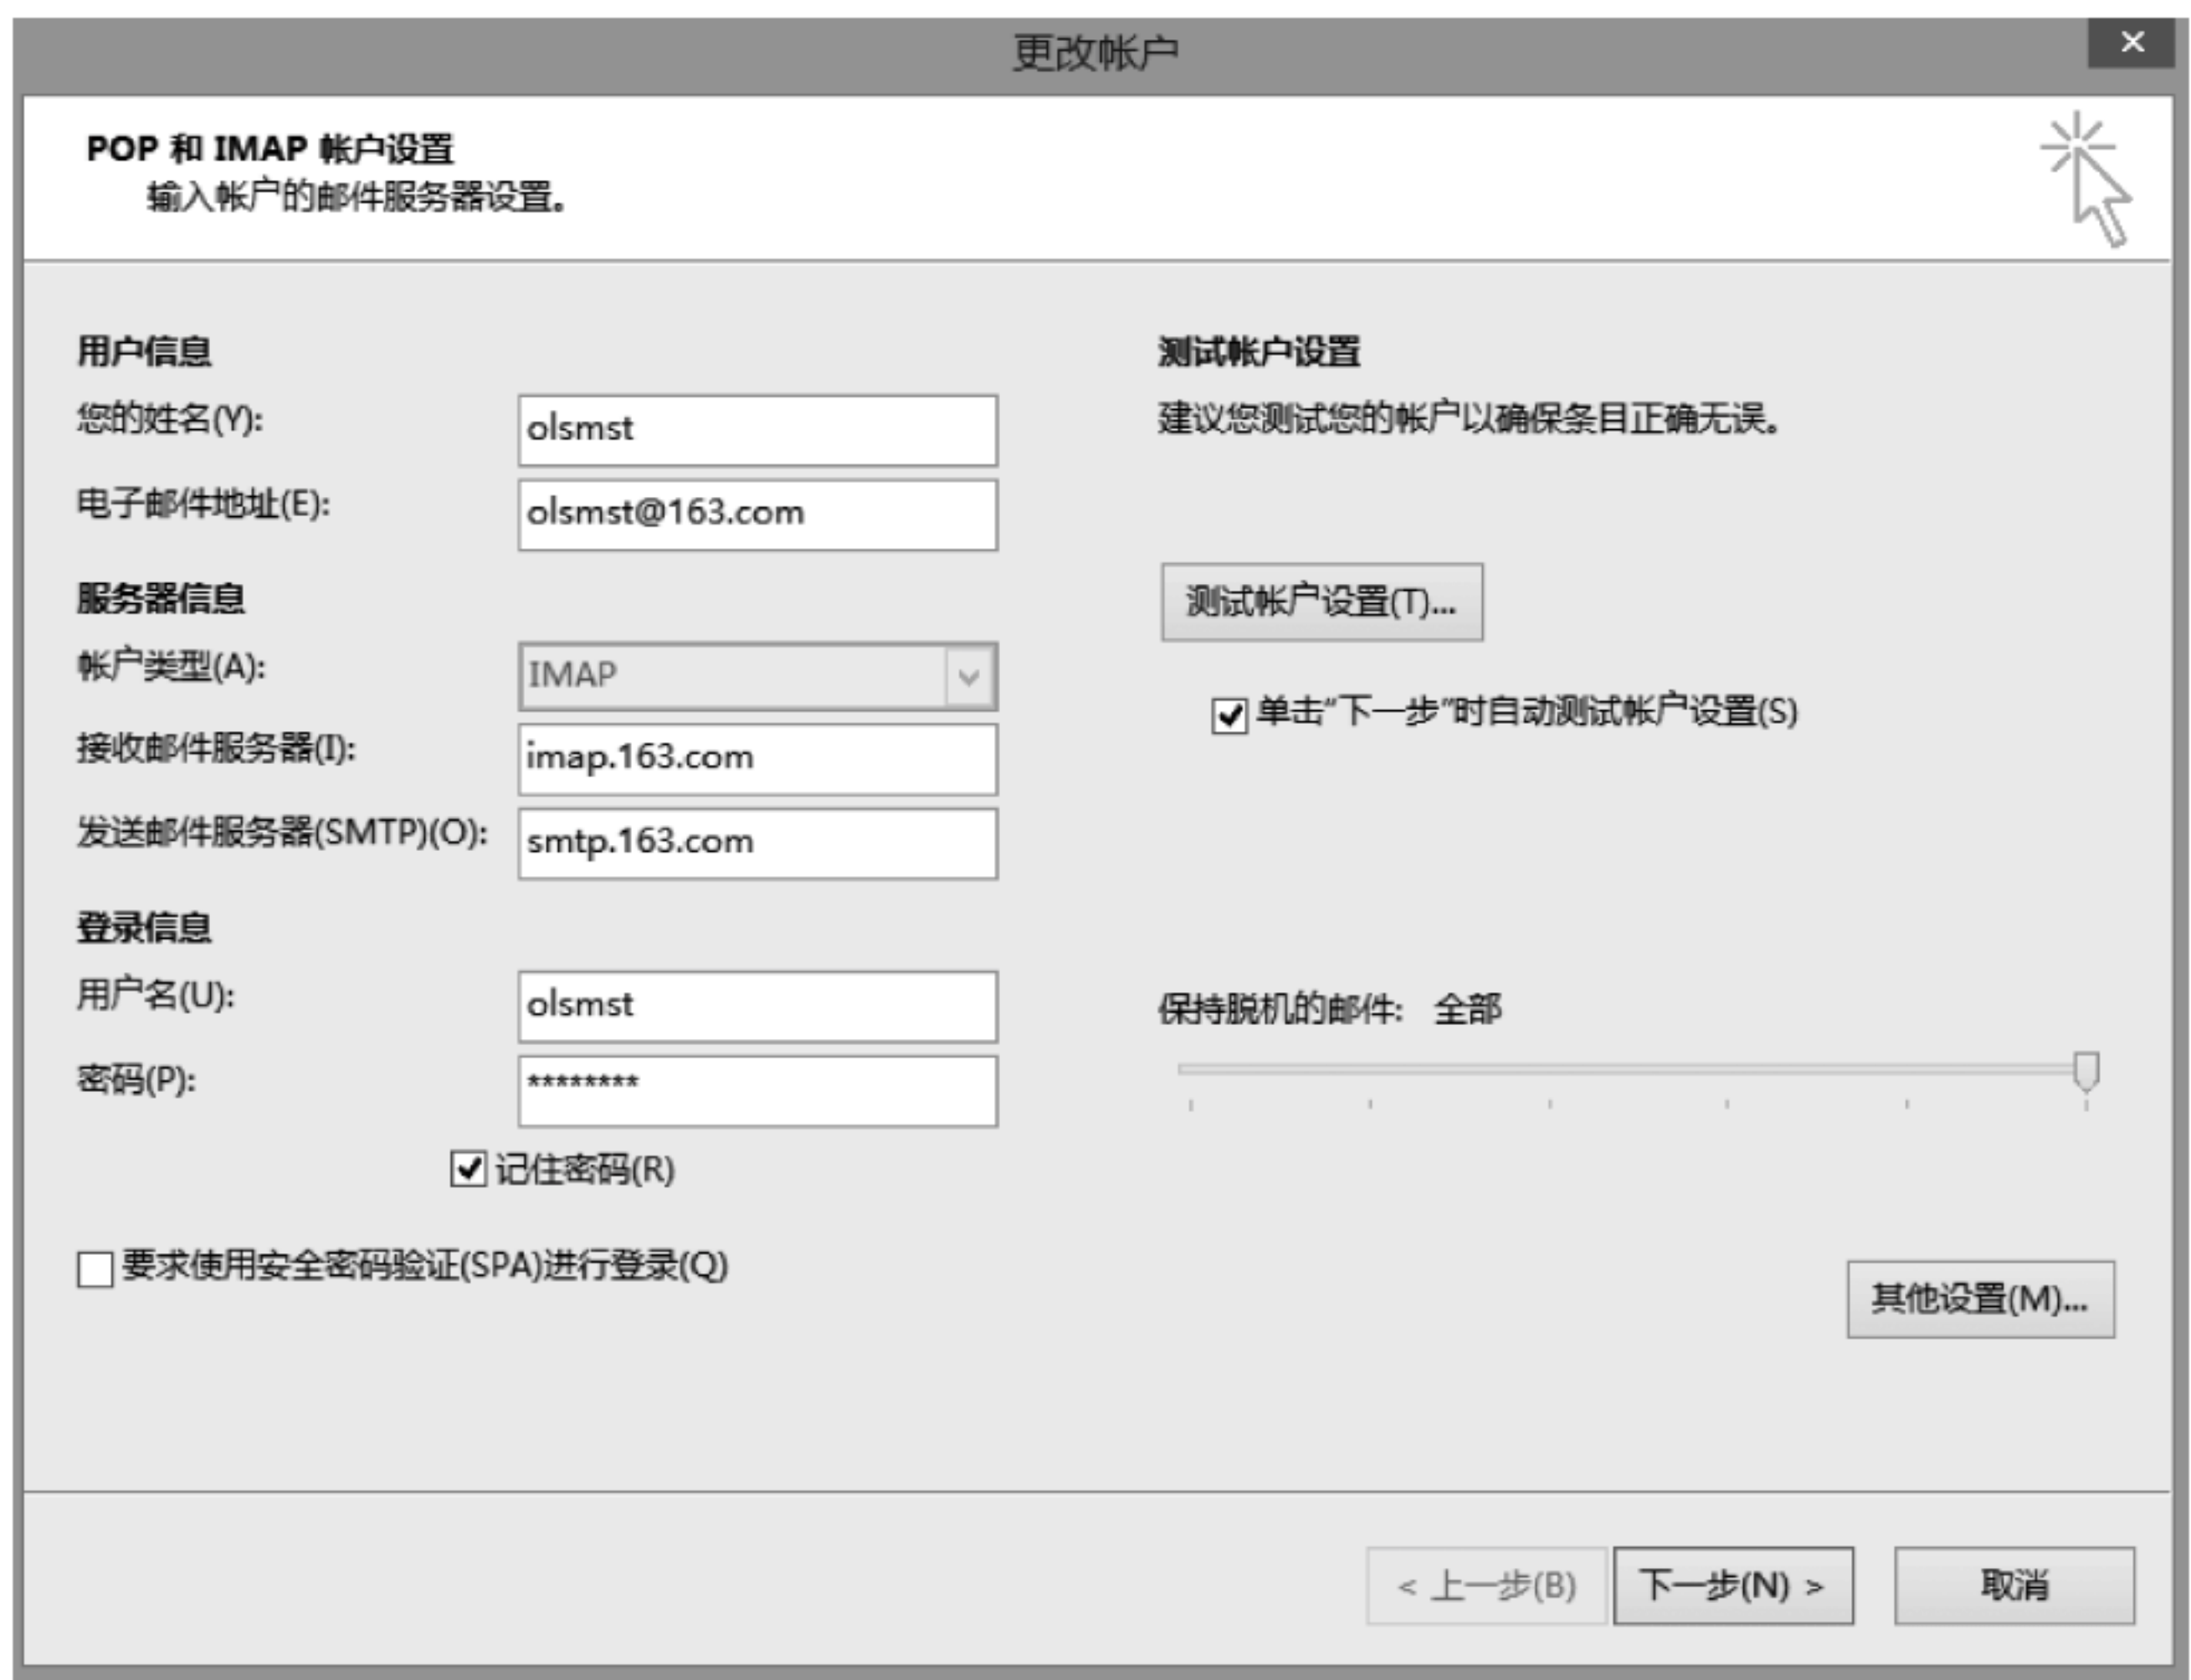 更改帐户
POP 和 IMAP 帐户设置
输入帐户的邮件服务器设置。
用户信息
您的姓名(Y):
olsmst
电子邮件地址(E):
olsmst@163.com
服务器信息
帐户类型(A):
IMAP
接收邮件服务器(I):
imap.163.com
发送邮件服务器(SMTP)(O):
smtp.163.com
登录信息
用户名(U):
olsmst
密码(P):
********
记住密码(R)
要求使用安全密码验证(SPA)进行登录(Q)
测试帐户设置
建议您测试您的帐户以确保条目正确无误。
测试帐户设置(T)...
单击“下一步”时自动测试帐户设置(S)
保持脱机的邮件: 全部
其他设置(M)...
< 上一步(B)
下一步(N) >
取消